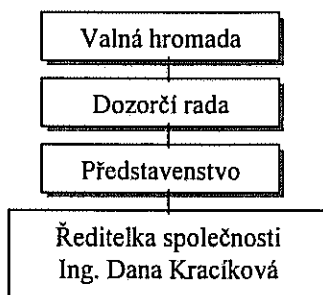 Valná hromada
Dozorčí rada
Představenstvo
Ředitelka společnosti
Ing. Dana Kracíková